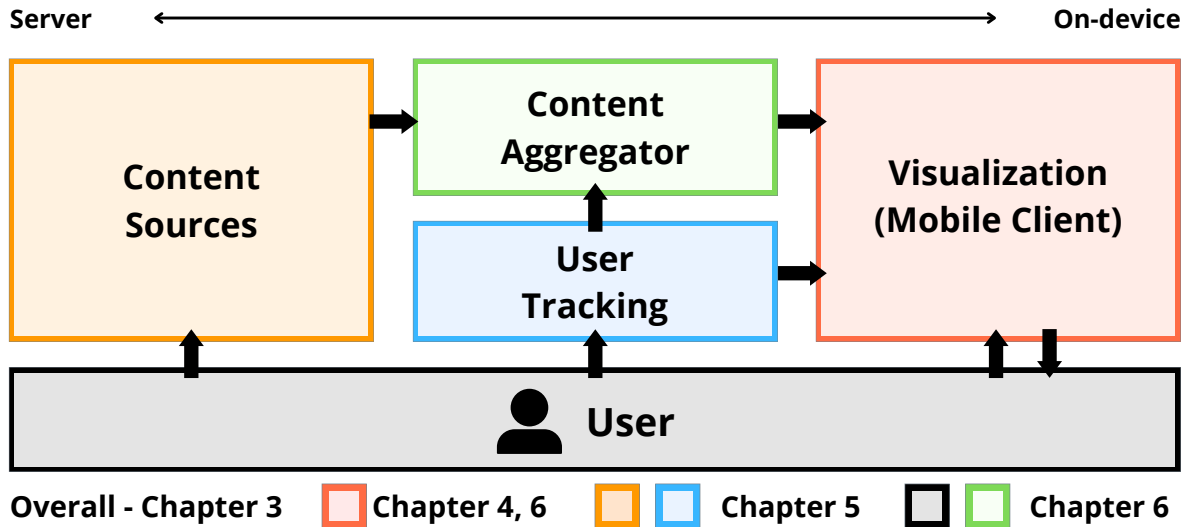 Server On-device
Content
Sources
Content
Aggregator
User
Tracking
Visualization
(Mobile Client)
User
Overall - Chapter 3 Chapter 4, 6 Chapter 5 Chapter 6